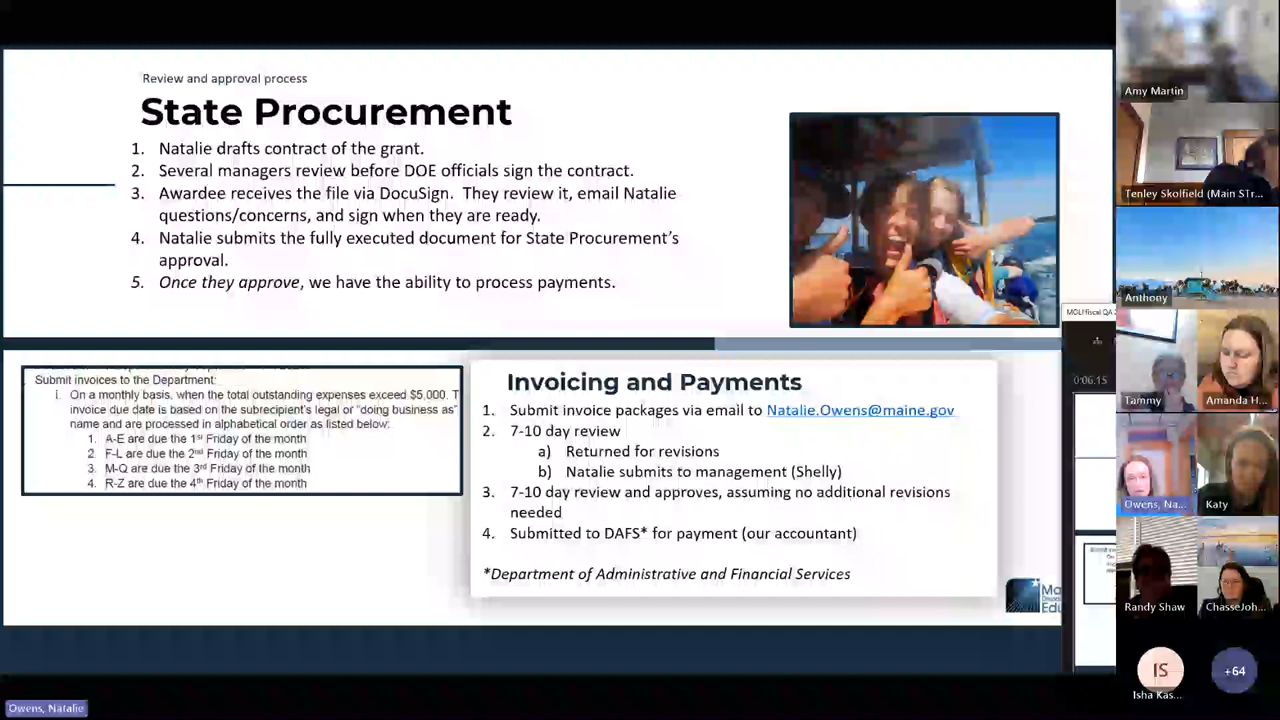 Review and approval process
State Procurement
1. Natalie drafts contract of the grant.
2. Several managers review before DOE officials sign the contract.
3. Awardee receives the file via DocuSign. They review it, email Natalie
questions/concerns, and sign when they are ready.
4. Natalie submits the fully executed document for State Procurement's
approval.
5. Once they approve, we have the ability to process payments.
Submit invoices to the Department:
i. On a monthly basis, when the total outstanding expenses exceed $5,000. T
invoice due date is based on the subrecipient's legal or "doing business as"
name and are processed in alphabetical order as listed below:
1. A-E are due the 1st Friday of the month
2. F-L are due the 2nd Friday of the month
3. M-Q are due the 3rd Friday of the month
4. R-Z are due the 4th Friday of the month
Invoicing and Payments
1. Submit invoice packages via email to Natalie.Owens@maine.gov
2. 7-10 day review
a) Returned for revisions
b) Natalie submits to management (Shelly)
3. 7-10 day review and approves, assuming no additional revisions
needed
4. Submitted to DAFS* for payment (our accountant)
*Department of Administrative and Financial Services
Ma
Edu
0:06.15
Amy Martin
Tenley Skolfield (Main STr...
Anthony
Tammy
Amanda H...
Owens, Na...
Katy
Randy Shaw
ChasseJoh...
IS
Isha Kas...
+64
Owens, Natalie